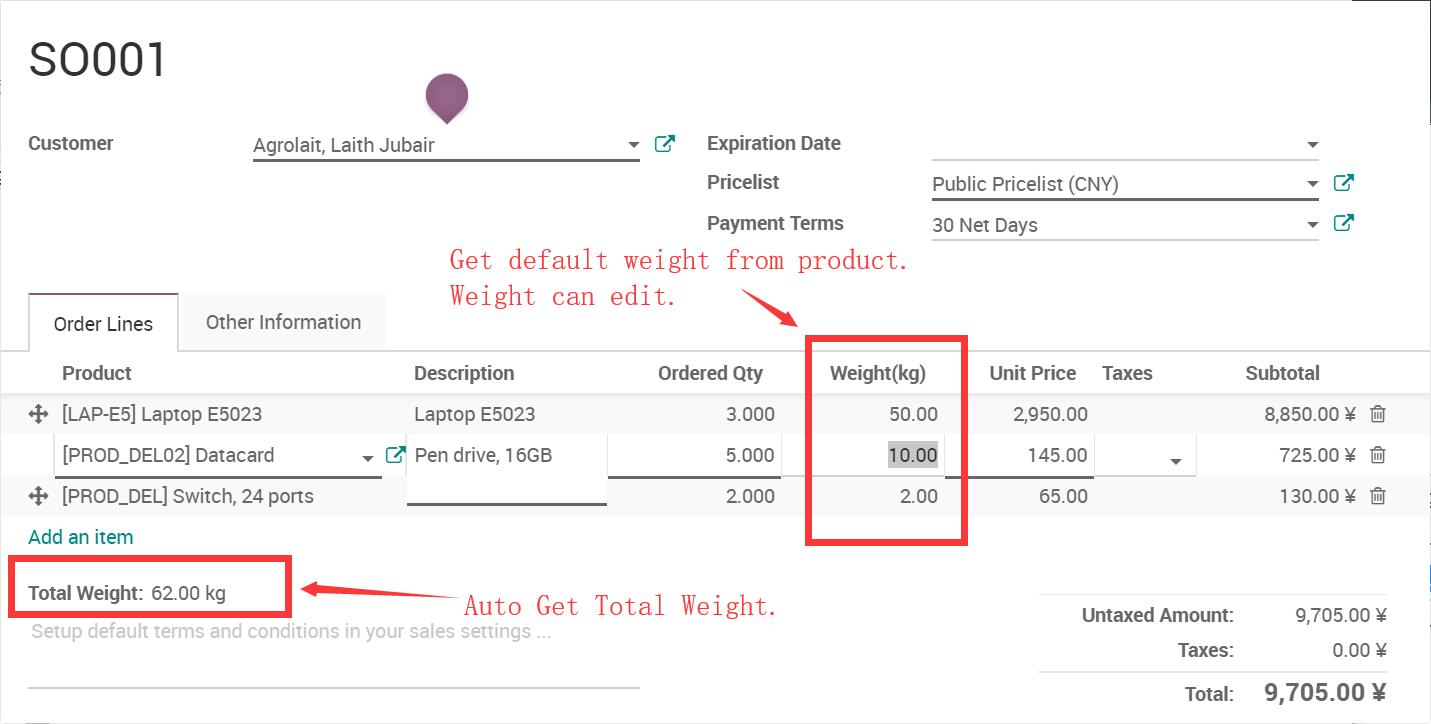 SO001
Customer Agrolait, Laith Jubair Expiration Date
Pricelist Public Pricelist (CNY)
Payment Terms 30 Net Days
Get default weight from product.
Weight can edit.
Order Lines Other Information
Product Description Ordered Qty Weight(kg) Unit Price Taxes Subtotal
[LAP-E5] Laptop E5023 Laptop E5023 3.000 50.00 2,950.00 8,850.00 ¥
[PROD_DEL02] Datacard Pen drive, 16GB 5.000 10.00 145.00 725.00 ¥
[PROD_DEL] Switch, 24 ports 2.000 2.00 65.00 130.00 ¥
Add an item
Total Weight: 62.00 kg
Auto Get Total Weight.
Setup default terms and conditions in your sales settings ...
Untaxed Amount: 9,705.00 ¥
Taxes: 0.00 ¥
Total: 9,705.00 ¥